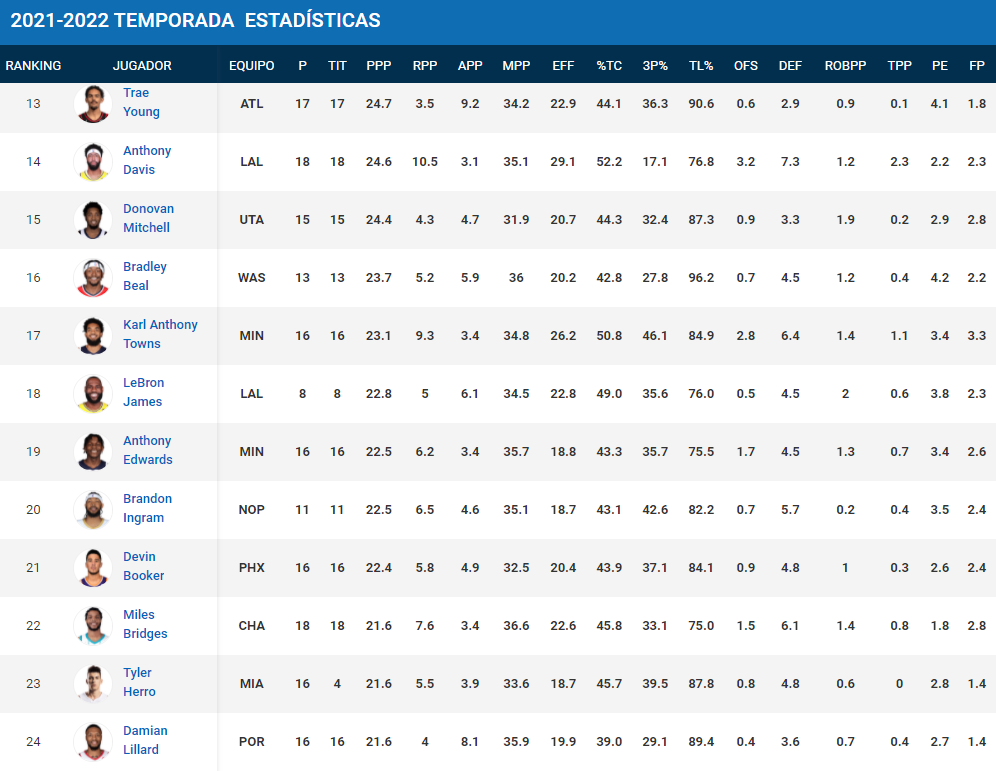 2021-2022 TEMPORADA ESTADÍSTICAS
RANKING JUGADOR EQUIPO P TIT PPP RPP APP MPP EFF %TC 3P% TL% OFS DEF ROBPP TPP PE FP
13 Trae Young ATL 17 17 24.7 3.5 9.2 34.2 22.9 44.1 36.3 90.6 0.6 2.9 0.9 0.1 4.1 1.8
14 Anthony Davis LAL 18 18 24.6 10.5 3.1 35.1 29.1 52.2 17.1 76.8 3.2 7.3 1.2 2.3 2.2 2.3
15 Donovan Mitchell UTA 15 15 24.4 4.3 4.7 31.9 20.7 44.3 32.4 87.3 0.9 3.3 1.9 0.2 2.9 2.8
16 Bradley Beal WAS 13 13 23.7 5.2 5.9 36 20.2 42.8 27.8 96.2 0.7 4.5 1.2 0.4 4.2 2.2
17 Karl Anthony Towns MIN 16 16 23.1 9.3 3.4 34.8 26.2 50.8 46.1 84.9 2.8 6.4 1.4 1.1 3.4 3.3
18 LeBron James LAL 8 8 22.8 5 6.1 34.5 22.8 49.0 35.6 76.0 0.5 4.5 2 0.6 3.8 2.3
19 Anthony Edwards MIN 16 16 22.5 6.2 3.4 35.7 18.8 43.3 35.7 75.5 1.7 4.5 1.3 0.7 3.4 2.6
20 Brandon Ingram NOP 11 11 22.5 6.5 4.6 35.1 18.7 43.1 42.6 82.2 0.7 5.7 0.2 0.4 3.5 2.4
21 Devin Booker PHX 16 16 22.4 5.8 4.9 32.5 20.4 43.9 37.1 84.1 0.9 4.8 1 0.3 2.6 2.4
22 Miles Bridges CHA 18 18 21.6 7.6 3.4 36.6 22.6 45.8 33.1 75.0 1.5 6.1 1.4 0.8 1.8 2.8
23 Tyler Herro MIA 16 4 21.6 5.5 3.9 33.6 18.7 45.7 39.5 87.8 0.8 4.8 0.6 0 2.8 1.4
24 Damian Lillard POR 16 16 21.6 4 8.1 35.9 19.9 39.0 29.1 89.4 0.4 3.6 0.7 0.4 2.7 1.4